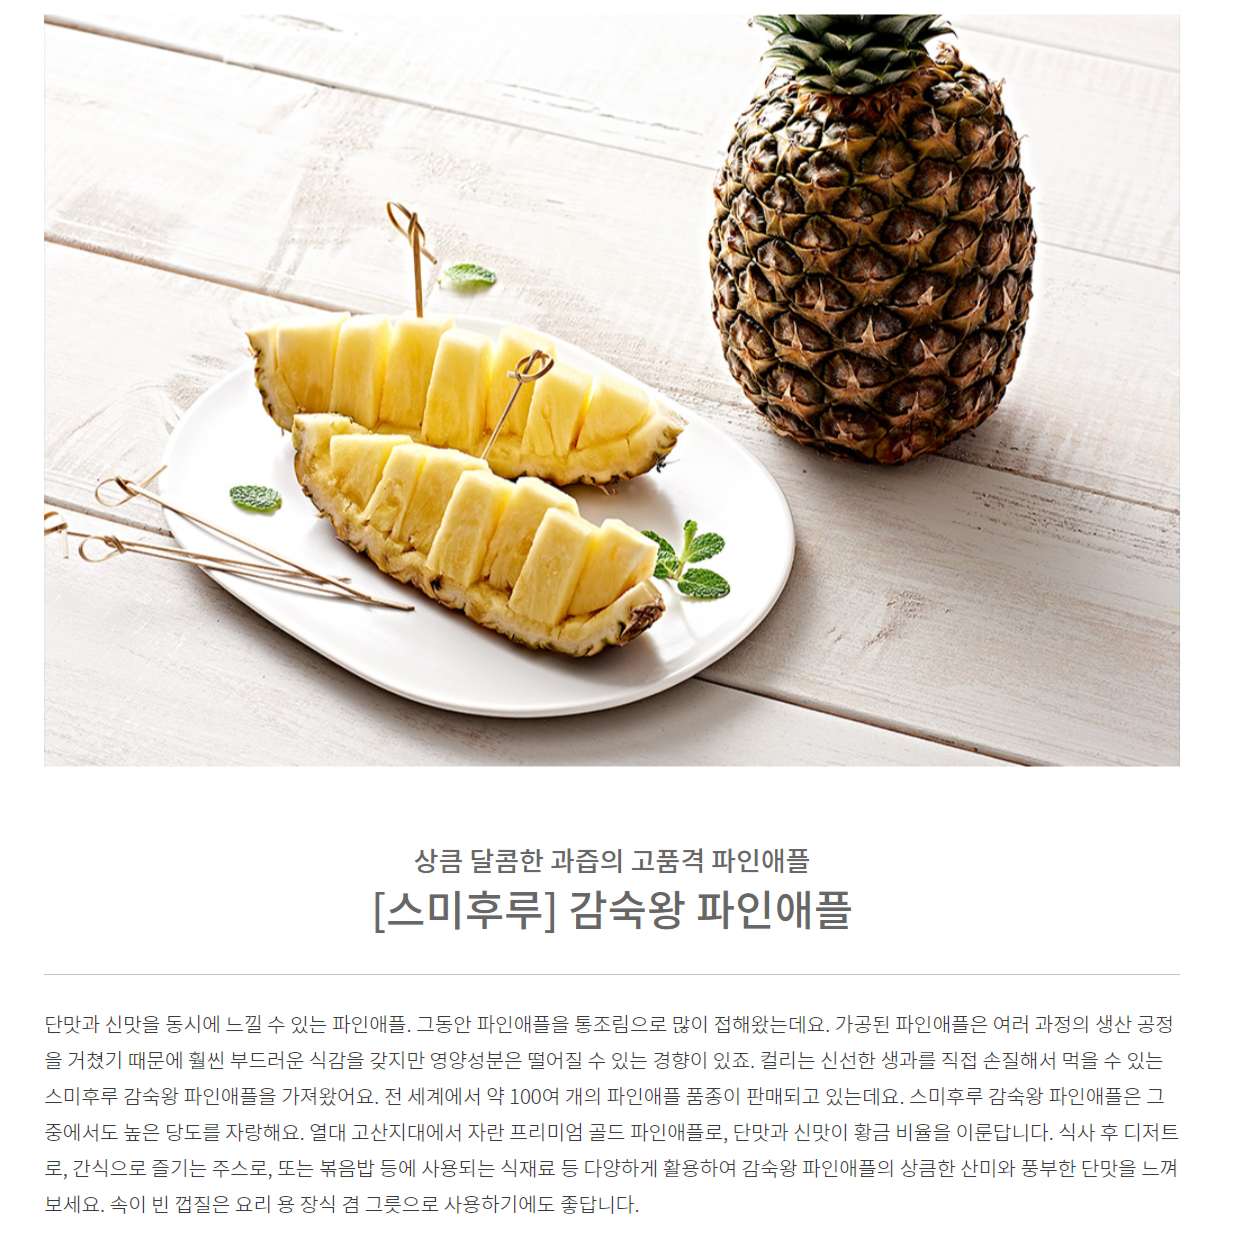 상큼 달콤한 과즙의 고품격 파인애플
[스미후루] 감숙왕 파인애플
단맛과 신맛을 동시에 느낄 수 있는 파인애플. 그동안 파인애플을 통조림으로 많이 접해왔는데요. 가공된 파인애플은 여러 과정의 생산 공정
을 거쳤기 때문에 훨씬 부드러운 식감을 갖지만 영양성분은 떨어질 수 있는 경향이 있죠. 컬리는 신선한 생과를 직접 손질해서 먹을 수 있는
스미후루 감숙왕 파인애플을 가져왔어요. 전 세계에서 약 100여 개의 파인애플 품종이 판매되고 있는데요. 스미후루 감숙왕 파인애플은 그
중에서도 높은 당도를 자랑해요. 열대 고산지대에서 자란 프리미엄 골드 파인애플로, 단맛과 신맛이 황금 비율을 이룬답니다. 식사 후 디저트
로, 간식으로 즐기는 주스로, 또는 볶음밥 등에 사용되는 식재료 등 다양하게 활용하여 감숙왕 파인애플의 상큼한 산미와 풍부한 단맛을 느껴
보세요. 속이 빈 껍질은 요리 용 장식 겸 그릇으로 사용하기에도 좋답니다.